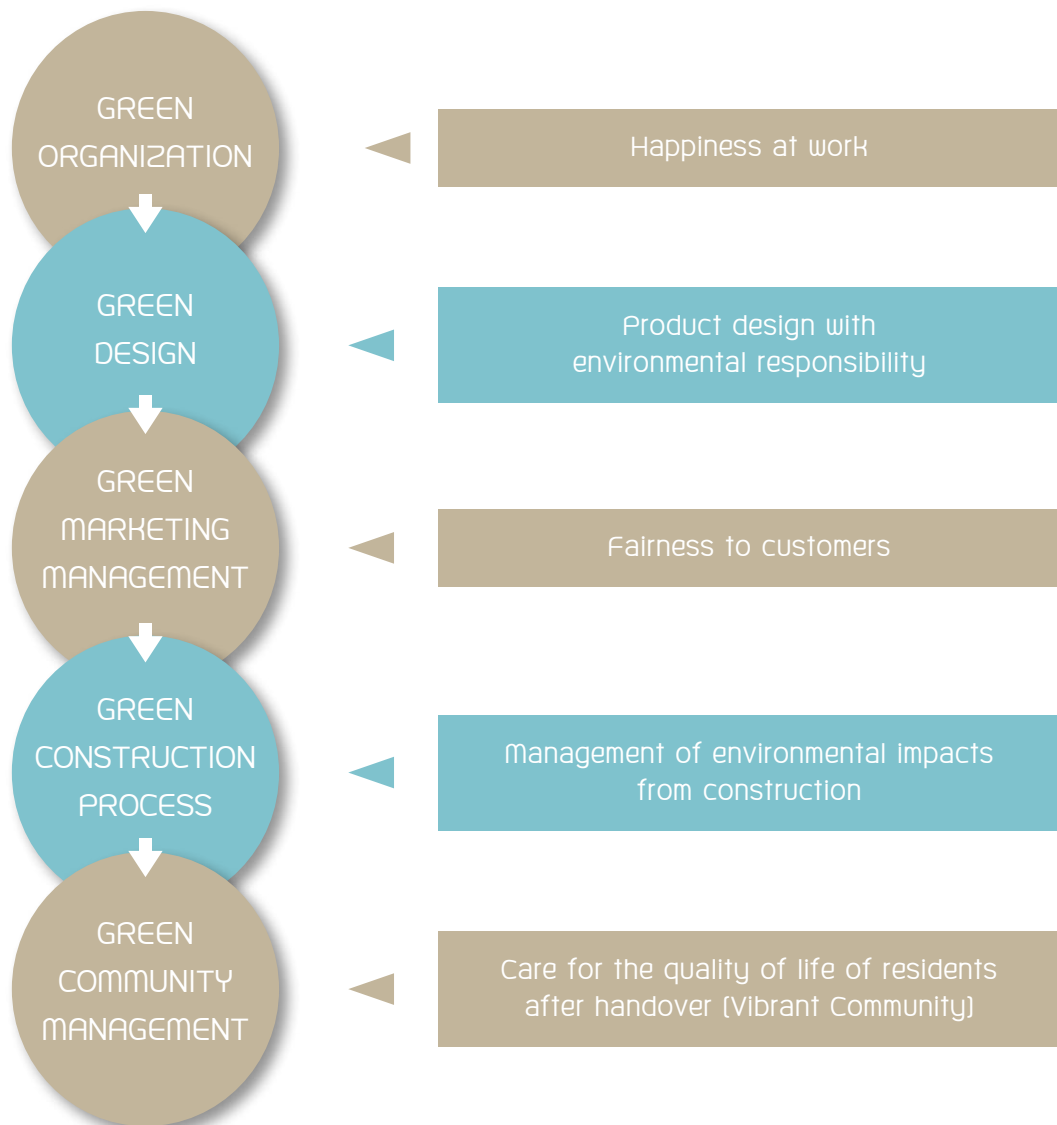 GREEN
ORGANIZATION
Happiness at work
GREEN
DESIGN
Product design with
environmental responsibility
GREEN
MARKETING
MANAGEMENT
Fairness to customers
GREEN
CONSTRUCTION
PROCESS
Management of environmental impacts
from construction
GREEN
COMMUNITY
MANAGEMENT
Care for the quality of life of residents
after handover (Vibrant Community)